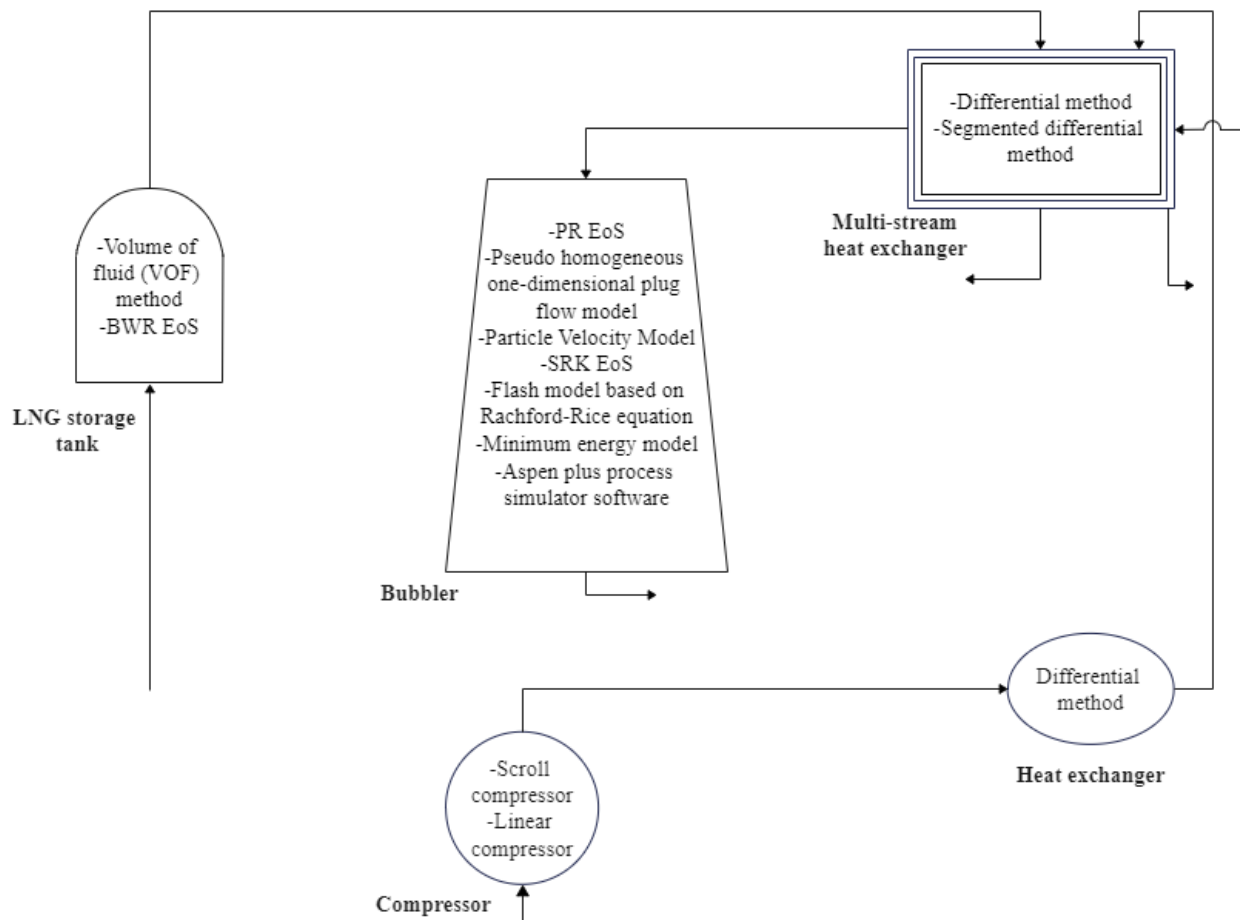 -Differential method
-Segmented differential
method
Multi-stream
heat exchanger
-Volume of
fluid (VOF)
method
-BWR EoS
LNG storage
tank
-PR EoS
-Pseudo homogeneous
one-dimensional plug
flow model
-Particle Velocity Model
-SRK EoS
-Flash model based on
Rachford-Rice equation
-Minimum energy model
-Aspen plus process
simulator software
Bubbler
Differential
method
Heat exchanger
-Scroll
compressor
-Linear
compressor
Compressor